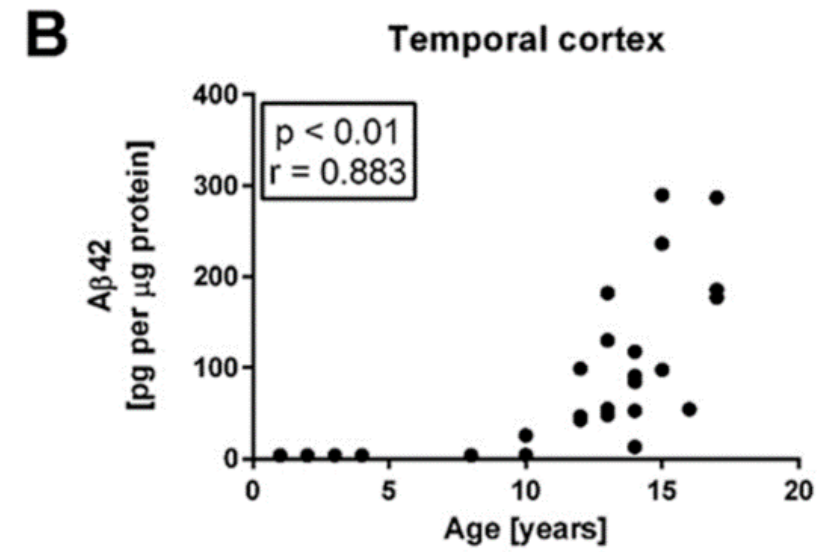 B
Temporal cortex
400
300
200
100
0
p < 0.01
r = 0.883
Aβ42
[pg per µg protein]
0 5 10 15 20
Age [years]